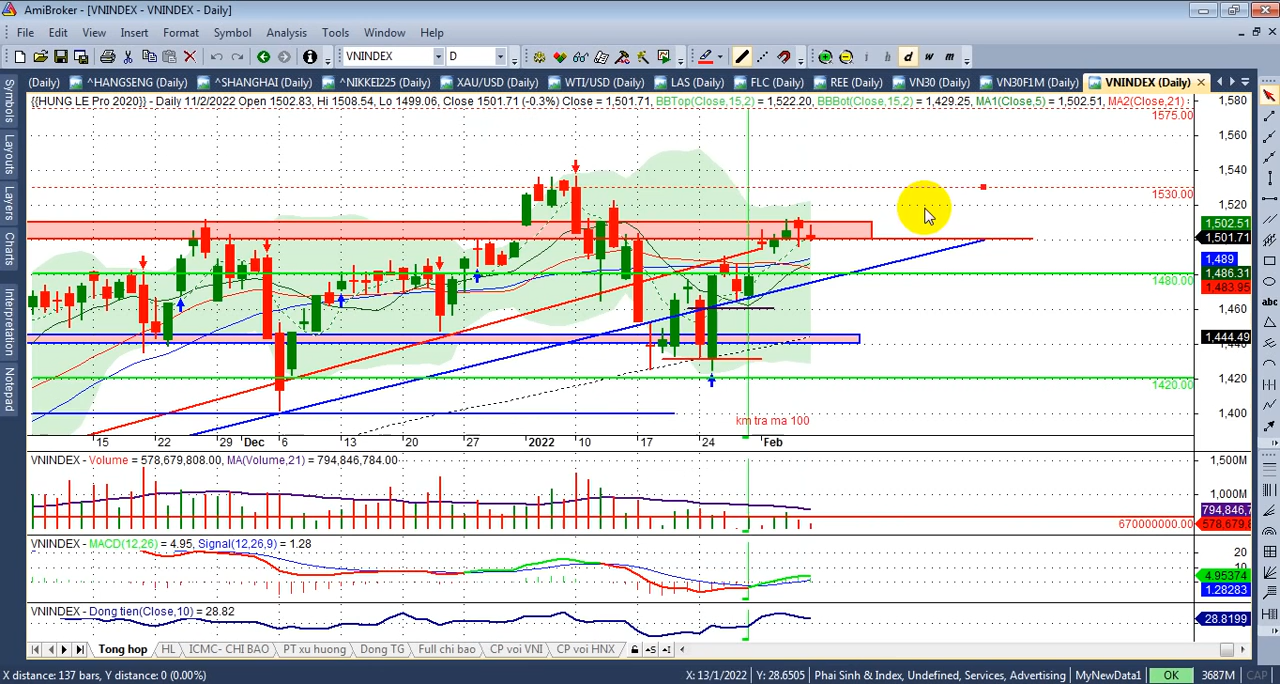 AmiBroker - [VNINDEX - VNINDEX - Daily]
File Edit View Insert Format Symbol Analysis Tools Window Help
VNINDEX D i h d w m
(Daily) ^HANGSENG (Daily) ^SHANGHAI (Daily) ^NIKKEI225 (Daily) XAU/USD (Daily) WTI/USD (Daily) LAS (Daily) FLC (Daily) REE (Daily) VN30 (Daily) VN30F1M (Daily) VNINDEX (Daily)
{{HUNG LE Pro 2020}} - Daily 11/2/2022 Open 1502.83, Hi 1508.54, Lo 1499.06, Close 1501.71 (-0.3%) Close = 1,501.71, BBTop(Close,15,2) = 1,522.20, BBBot(Close,15,2) = 1,429.25, MA1(Close,5) = 1,502.51, MA2(Close,21)
1,580
1575.00
1,560
1,540
1530.00
1,520
1,502.51
1,501.71
1,489
1,486.31
1480.00
1,483.95
1,460
1,444.49
1,440
1,420
1420.00
1,400
km tra ma 100
15 22 29 Dec 6 13 20 27 2022 10 17 24 Feb
VNINDEX - Volume = 578,679,808.00, MA(Volume,21) = 794,846,784.00
1,500M
1,000M
794,846,7
670000000.00 578,679,8
VNINDEX - MACD(12,26) = 4.95, Signal(12,26,9) = 1.28
20
10
4.95374
1.28283
VNINDEX - Dong tien(Close,10) = 28.82
28.8199
Tong hop HL ICMC- CHI BAO PT xu huong Dong TG Full chi bao CP voi VNI CP voi HNX
X distance: 137 bars, Y distance: 0 (0.00%) X: 13/1/2022 Y: 28.6505 Phai Sinh & Index, Undefined, Services, Advertising MyNewData1 OK 3687M CAP
Symbols
Layouts
Layers
Charts
Interpretation
Notepad
abc